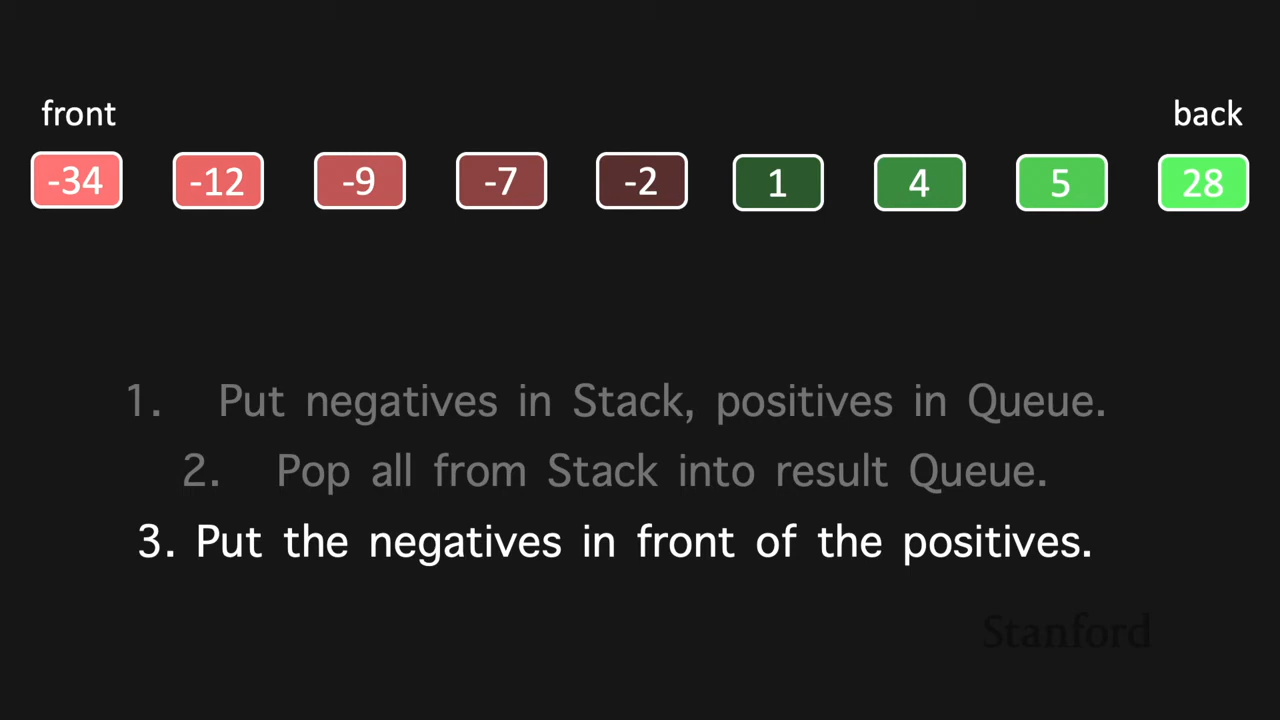 front back
-34 -12 -9 -7 -2 1 4 5 28
1. Put negatives in Stack, positives in Queue.
2. Pop all from Stack into result Queue.
3. Put the negatives in front of the positives.
Stanford